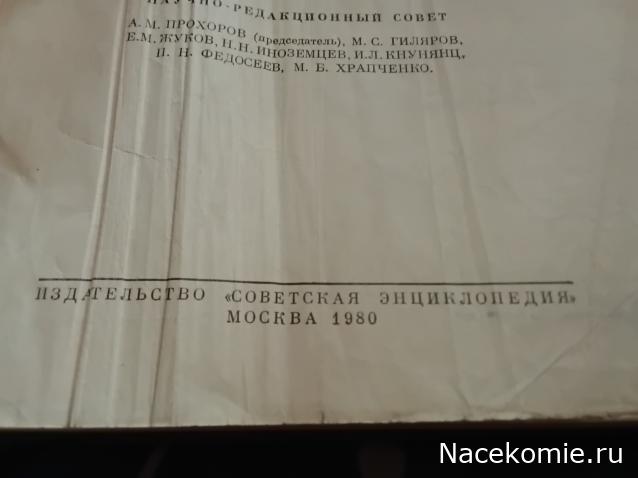 НАУЧНО-РЕДАКЦИОННЫЙ СОВЕТ
А. М. ПРОХОРОВ (председатель), М. С. ГИЛЯРОВ,
Е. М. ЖУКОВ, Н. Н. ИНОЗЕМЦЕВ, И. Л. КНУНЯНЦ,
П. Н. ФЕДОСЕЕВ, М. Б. ХРАПЧЕНКО.
ИЗДАТЕЛЬСТВО «СОВЕТСКАЯ ЭНЦИКЛОПЕДИЯ»
МОСКВА 1980
Nacekomie.ru